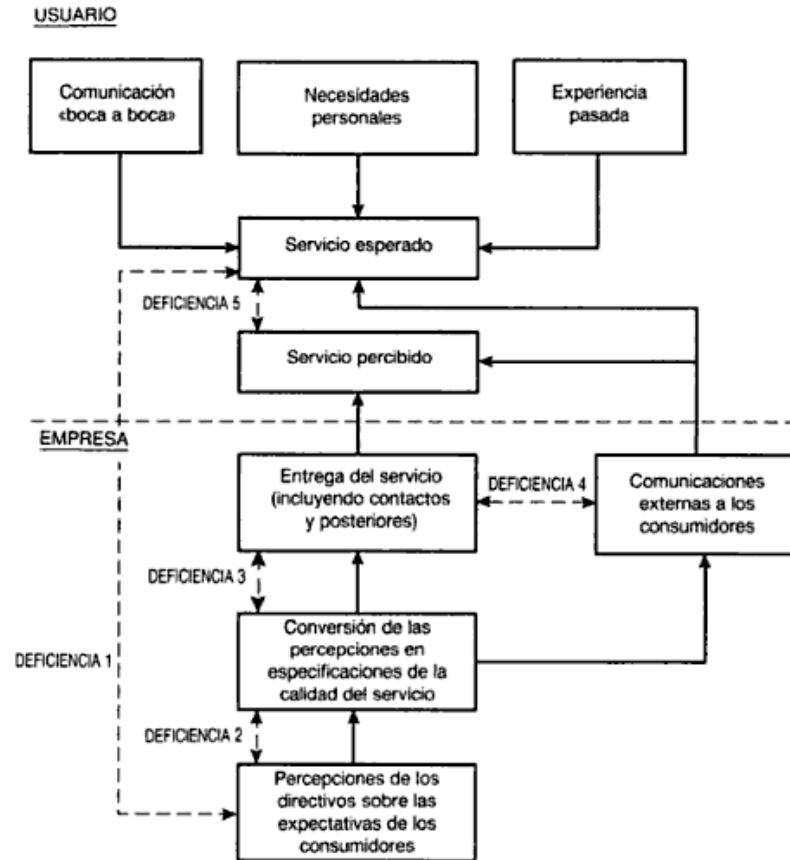 USUARIO
Comunicación
«boca a boca»
Necesidades
personales
Experiencia
pasada
Servicio esperado
DEFICIENCIA 5
Servicio percibido
EMPRESA
Entrega del servicio
(incluyendo contactos
y posteriores)
DEFICIENCIA 4
Comunicaciones
externas a los
consumidores
DEFICIENCIA 3
Conversión de las
percepciones en
especificaciones de la
calidad del servicio
DEFICIENCIA 1
DEFICIENCIA 2
Percepciones de los
directivos sobre las
expectativas de los
consumidores